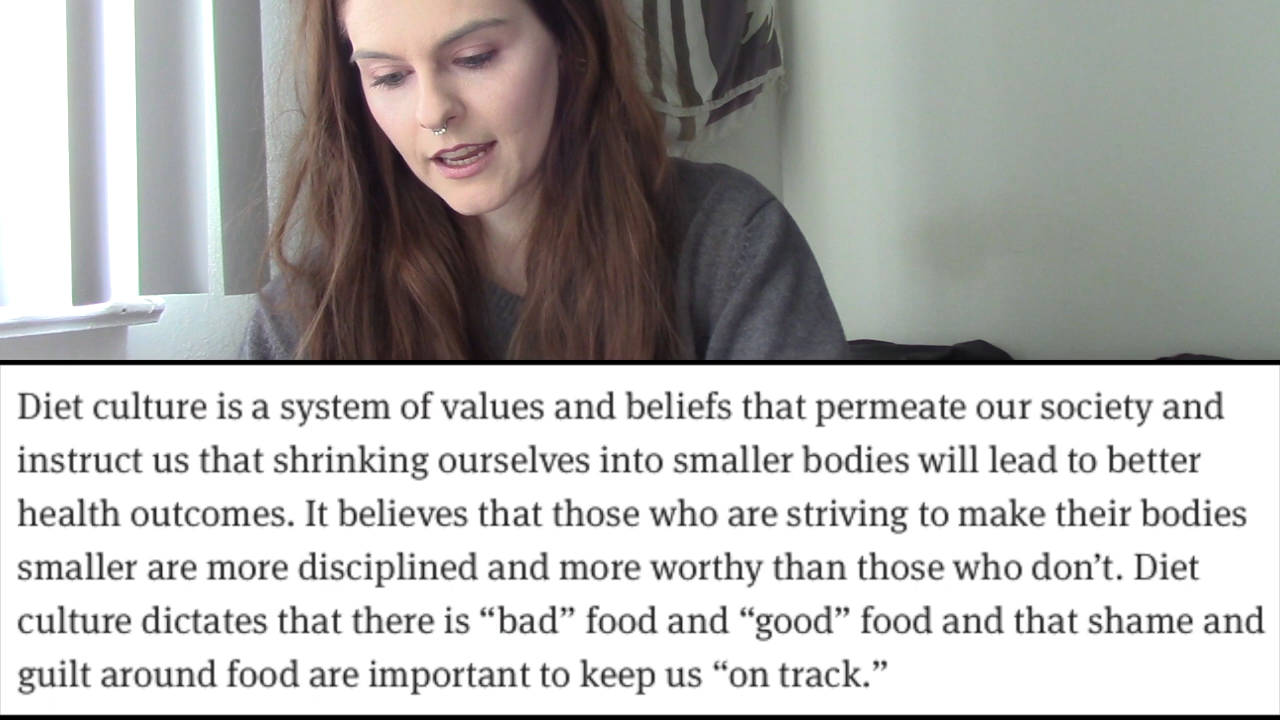 Diet culture is a system of values and beliefs that permeate our society and
instruct us that shrinking ourselves into smaller bodies will lead to better
health outcomes. It believes that those who are striving to make their bodies
smaller are more disciplined and more worthy than those who don’t. Diet
culture dictates that there is “bad” food and “good” food and that shame and
guilt around food are important to keep us “on track.”